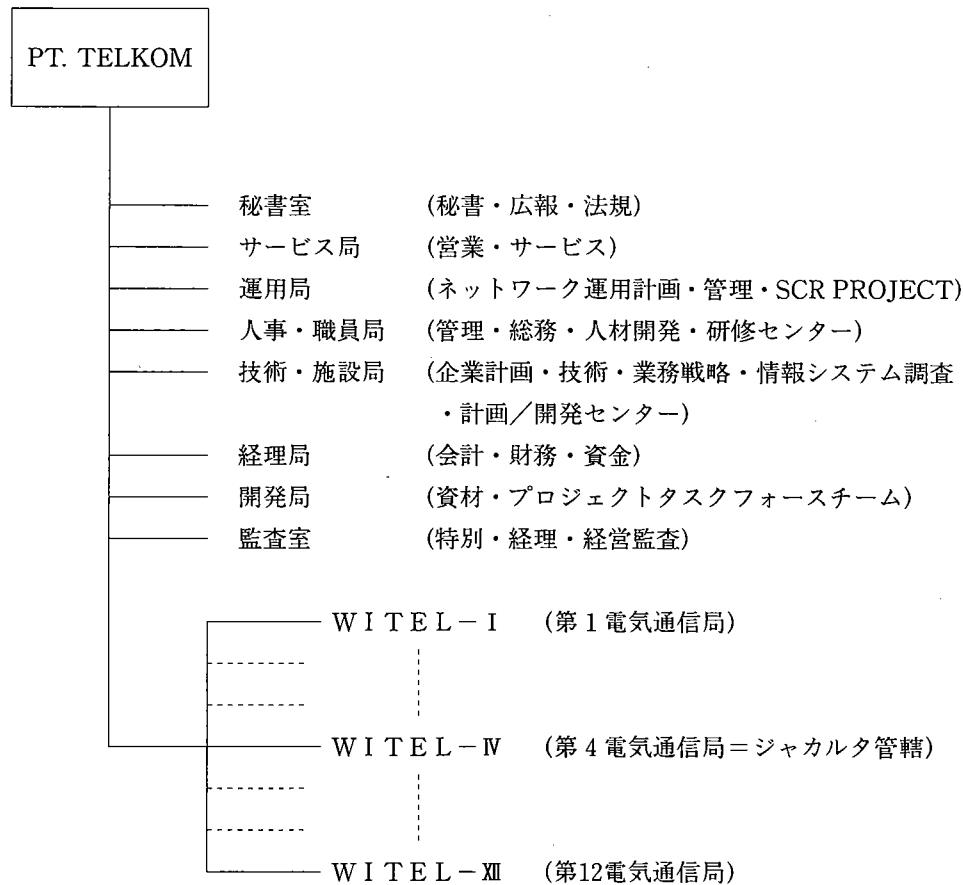 PT. TELKOM
秘書室 (秘書・広報・法規)
サービス局 (営業・サービス)
運用局 (ネットワーク運用計画・管理・SCR PROJECT)
人事・職員局 (管理・総務・人材開発・研修センター)
技術・施設局 (企業計画・技術・業務戦略・情報システム調査
・計画／開発センター)
経理局 (会計・財務・資金)
開発局 (資材・プロジェクトタスクフォースチーム)
監査室 (特別・経理・経営監査)
WITEL－Ⅰ (第1電気通信局)
WITEL－Ⅳ (第4電気通信局＝ジャカルタ管轄)
WITEL－Ⅻ (第12電気通信局)